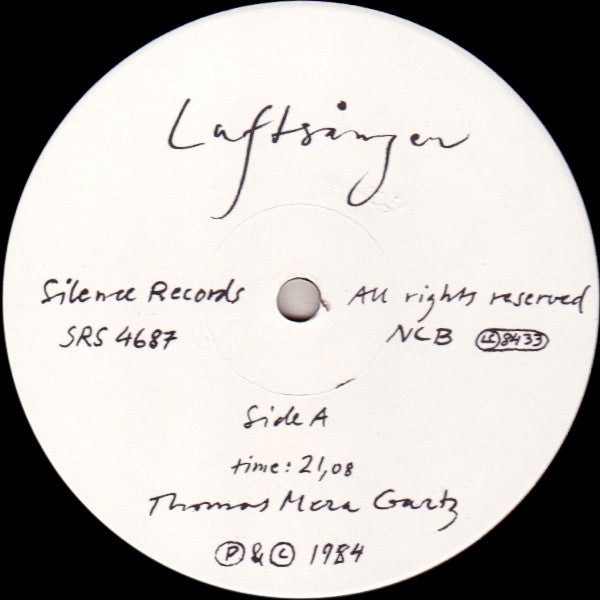 Luftsånger
Silence Records
All rights reserved
SRS 4687
NCB LC 8433
Side A
time: 21,08
Thomas Mera Gartz
Ⓟ & © 1984